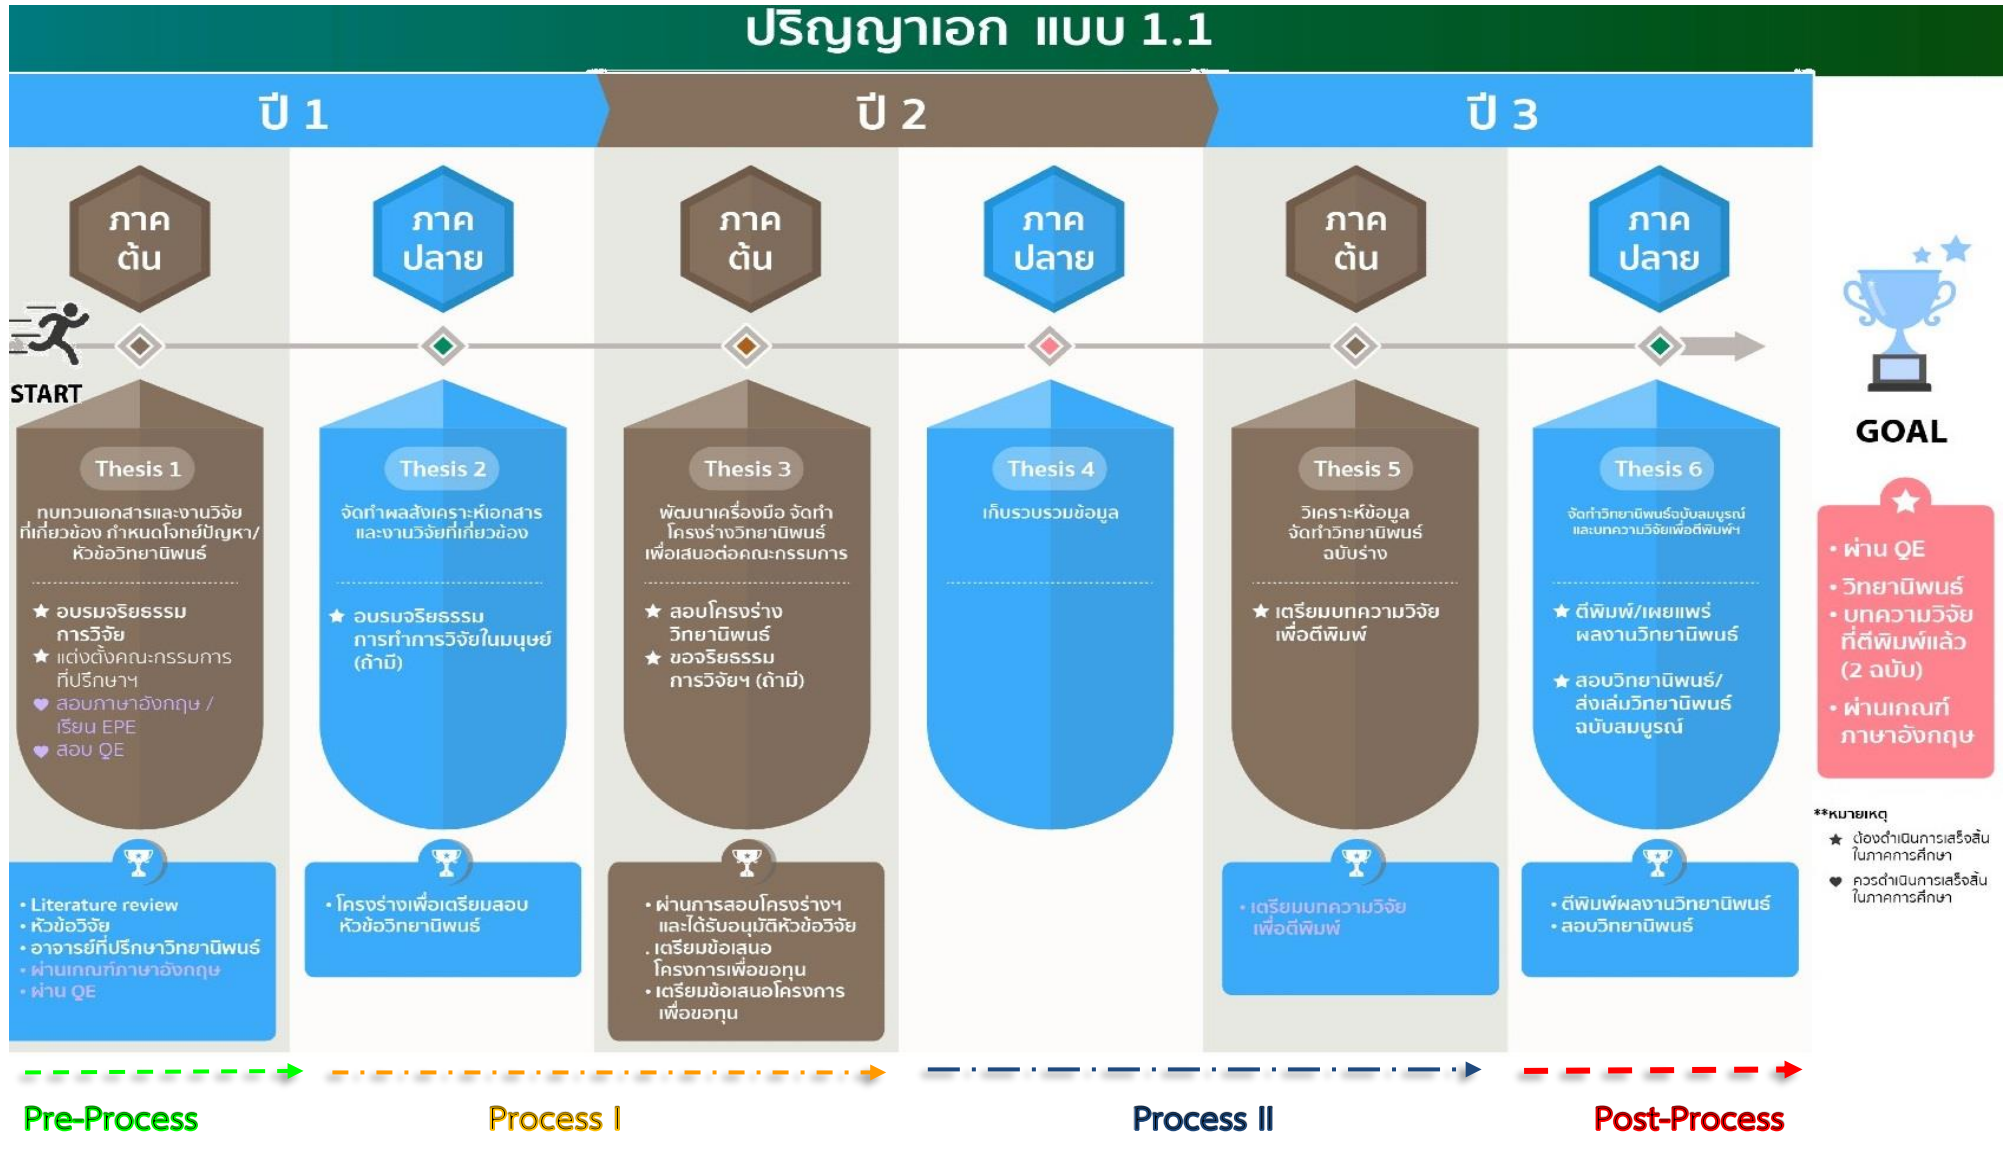 ปริญญาเอก แบบ 1.1
ปี 1
ปี 2
ปี 3
ภาค
ต้น
ภาค
ปลาย
ภาค
ต้น
ภาค
ปลาย
ภาค
ต้น
ภาค
ปลาย
START
GOAL
Thesis 1
ทบทวนเอกสารและงานวิจัย
ที่เกี่ยวข้อง กำหนดโจทย์ปัญหา/
หัวข้อวิทยานิพนธ์
★ อบรมจริยธรรม
การวิจัย
★ แต่งตั้งคณะกรรมการ
ที่ปรึกษาฯ
♥ สอบภาษาอังกฤษ /
เรียน EPE
♥ สอบ QE
• Literature review
• หัวข้อวิจัย
• อาจารย์ที่ปรึกษาวิทยานิพนธ์
• ผ่านเกณฑ์ภาษาอังกฤษ
• ผ่าน QE
Thesis 2
จัดทำผลสังเคราะห์เอกสาร
และงานวิจัยที่เกี่ยวข้อง
★ อบรมจริยธรรม
การทำการวิจัยในมนุษย์
(ถ้ามี)
• โครงร่างเพื่อเตรียมสอบ
หัวข้อวิทยานิพนธ์
Thesis 3
พัฒนาเครื่องมือ จัดทำ
โครงร่างวิทยานิพนธ์
เพื่อเสนอต่อคณะกรรมการ
★ สอบโครงร่าง
วิทยานิพนธ์
★ ขอจริยธรรม
การวิจัยฯ (ถ้ามี)
• ผ่านการสอบโครงร่างฯ
และได้รับอนุมัติหัวข้อวิจัย
. เตรียมข้อเสนอ
โครงการเพื่อขอทุน
• เตรียมข้อเสนอโครงการ
เพื่อขอทุน
Thesis 4
เก็บรวบรวมข้อมูล
Thesis 5
วิเคราะห์ข้อมูล
จัดทำวิทยานิพนธ์
ฉบับร่าง
★ เตรียมบทความวิจัย
เพื่อตีพิมพ์
• เตรียมบทความวิจัย
เพื่อตีพิมพ์
Thesis 6
จัดทำวิทยานิพนธ์ฉบับสมบูรณ์
และบทความวิจัยเพื่อตีพิมพ์ฯ
★ ตีพิมพ์/เผยแพร่
ผลงานวิทยานิพนธ์
★ สอบวิทยานิพนธ์/
ส่งเล่มวิทยานิพนธ์
ฉบับสมบูรณ์
• ตีพิมพ์ผลงานวิทยานิพนธ์
• สอบวิทยานิพนธ์
• ผ่าน QE
• วิทยานิพนธ์
• บทความวิจัย
ที่ตีพิมพ์แล้ว
(2 ฉบับ)
• ผ่านเกณฑ์
ภาษาอังกฤษ
**หมายเหตุ
★ ต้องดำเนินการเสร็จสิ้น
ในภาคการศึกษา
♥ ควรดำเนินการเสร็จสิ้น
ในภาคการศึกษา
Pre-Process
Process I
Process II
Post-Process